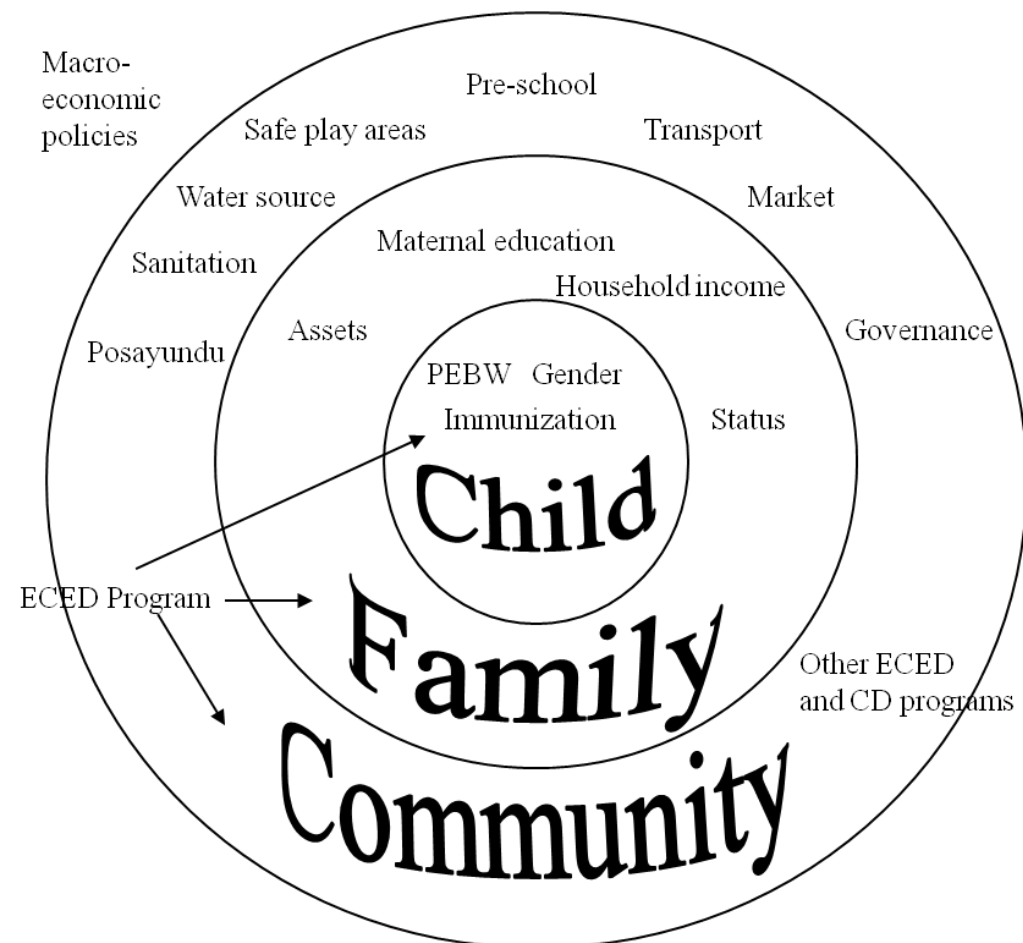 Macro-
economic
policies
Pre-school
Safe play areas
Transport
Water source
Market
Maternal education
Sanitation
Household income
Assets
Governance
Posayundu
PEBW Gender
Immunization
Status
Child
ECED Program
Family
Other ECED
and CD programs
Community